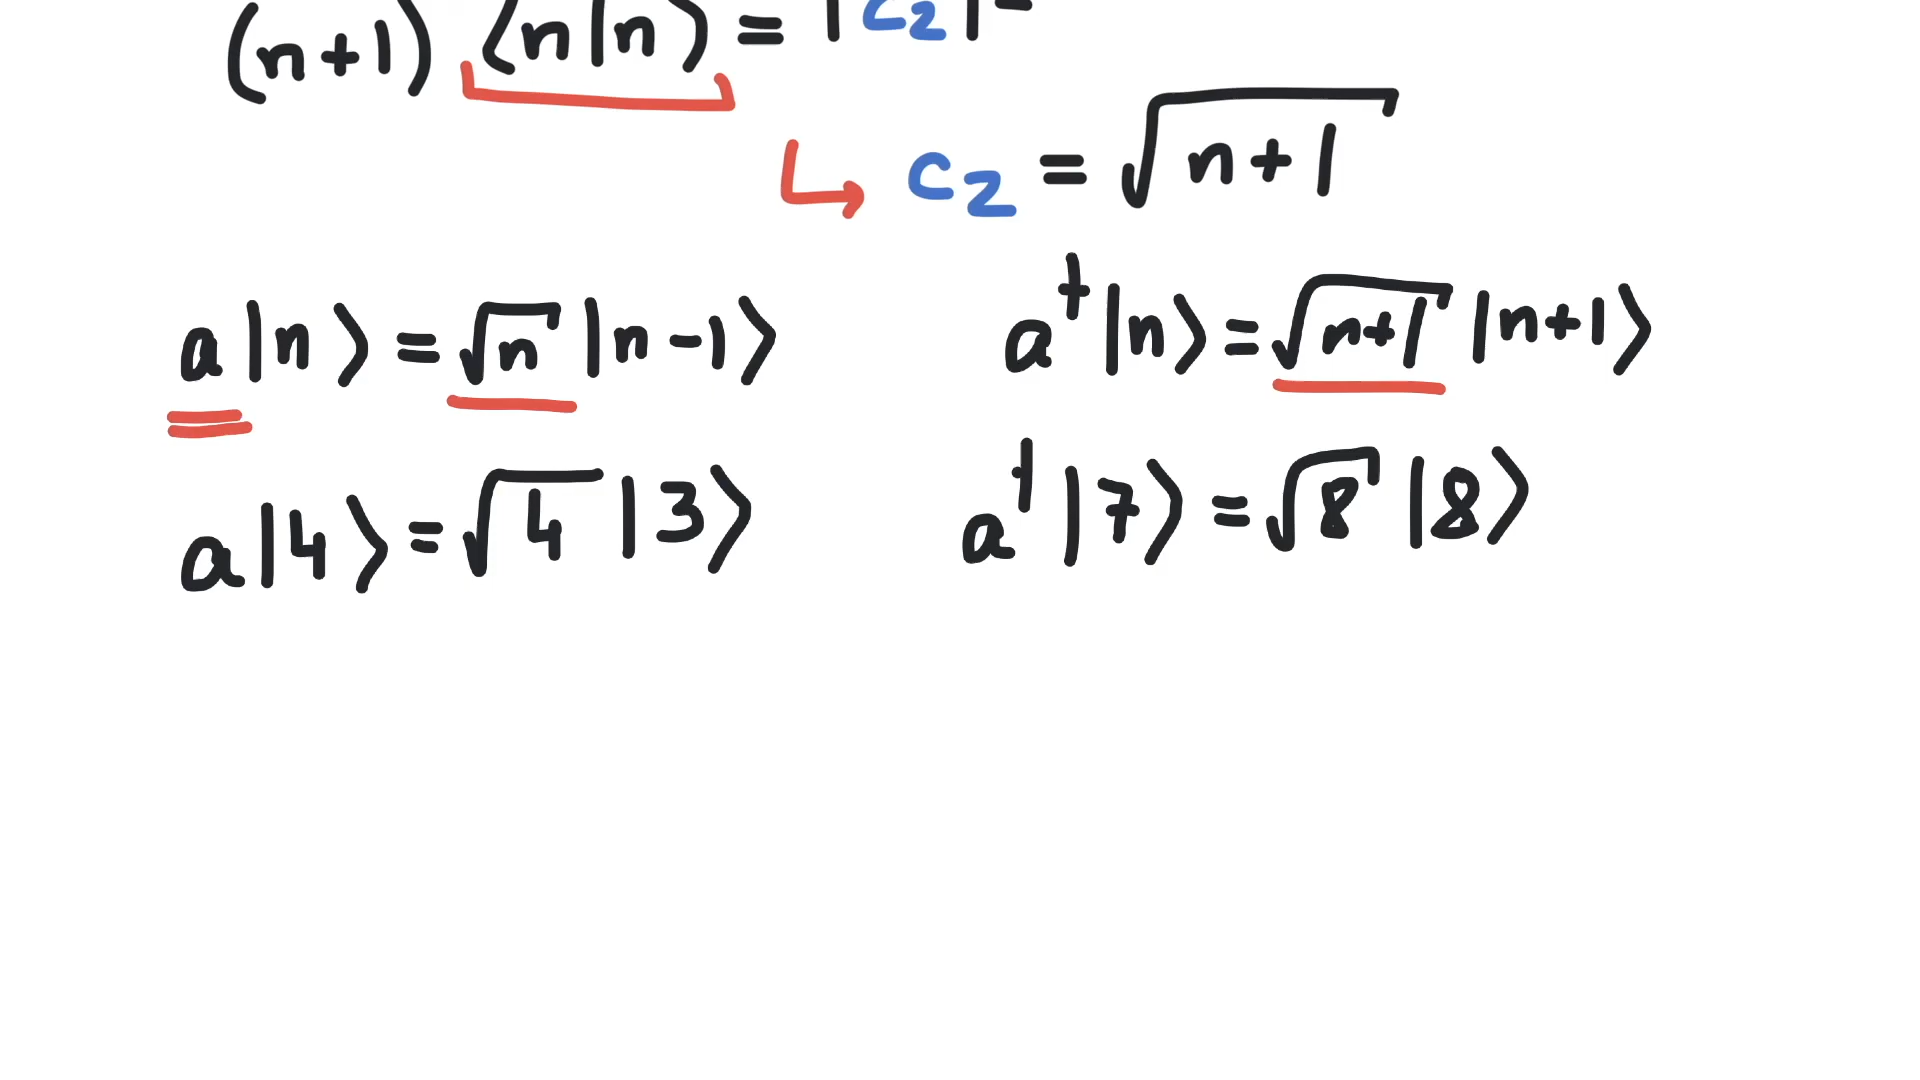 (n+1) ⟨n|n⟩ = |c₂|²
↳ c₂ = √(n+1)
a|n⟩ = √n |n-1⟩
a†|n⟩ = √(n+1) |n+1⟩
a|4⟩ = √4 |3⟩
a†|7⟩ = √8 |8⟩